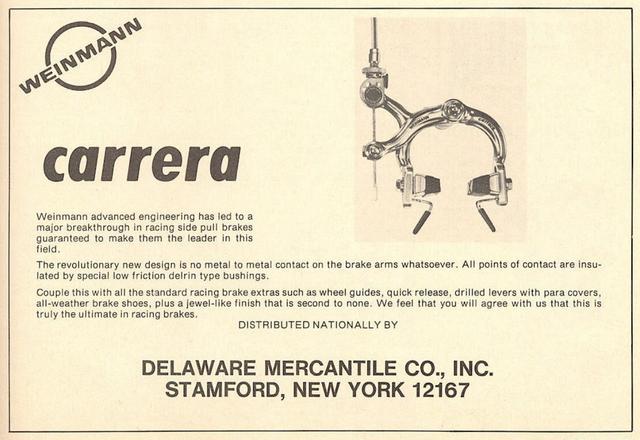 WEINMANN
carrera
Weinmann advanced engineering has led to a
major breakthrough in racing side pull brakes
guaranteed to make them the leader in this
field.
The revolutionary new design is no metal to metal contact on the brake arms whatsoever. All points of contact are insu-
lated by special low friction delrin type bushings.
Couple this with all the standard racing brake extras such as wheel guides, quick release, drilled levers with para covers,
all-weather brake shoes, plus a jewel-like finish that is second to none. We feel that you will agree with us that this is
truly the ultimate in racing brakes.
DISTRIBUTED NATIONALLY BY
DELAWARE MERCANTILE CO., INC.
STAMFORD, NEW YORK 12167